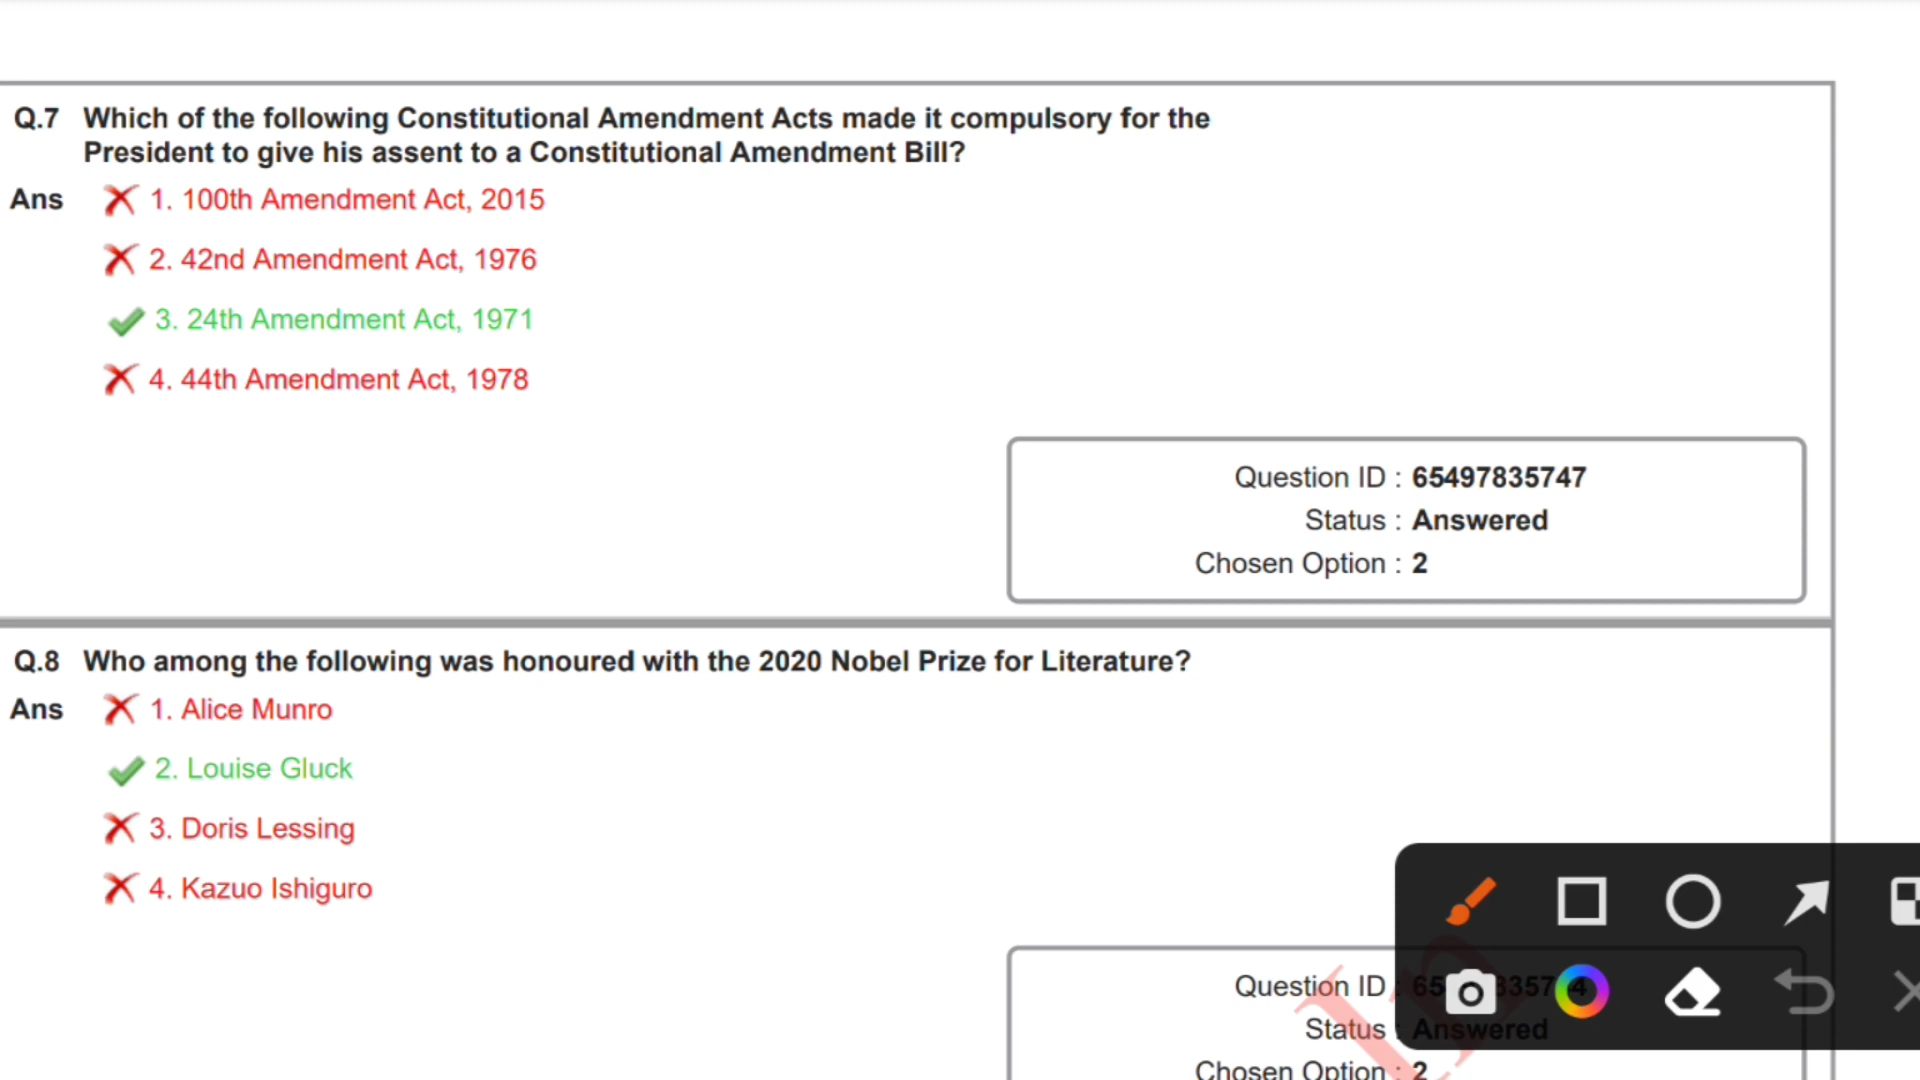 Q.7 Which of the following Constitutional Amendment Acts made it compulsory for the
President to give his assent to a Constitutional Amendment Bill?
Ans 1. 100th Amendment Act, 2015
2. 42nd Amendment Act, 1976
3. 24th Amendment Act, 1971
4. 44th Amendment Act, 1978
Question ID : 65497835747
Status : Answered
Chosen Option : 2
Q.8 Who among the following was honoured with the 2020 Nobel Prize for Literature?
Ans 1. Alice Munro
2. Louise Gluck
3. Doris Lessing
4. Kazuo Ishiguro
Question ID
Status : Answered
Chosen Option : 2